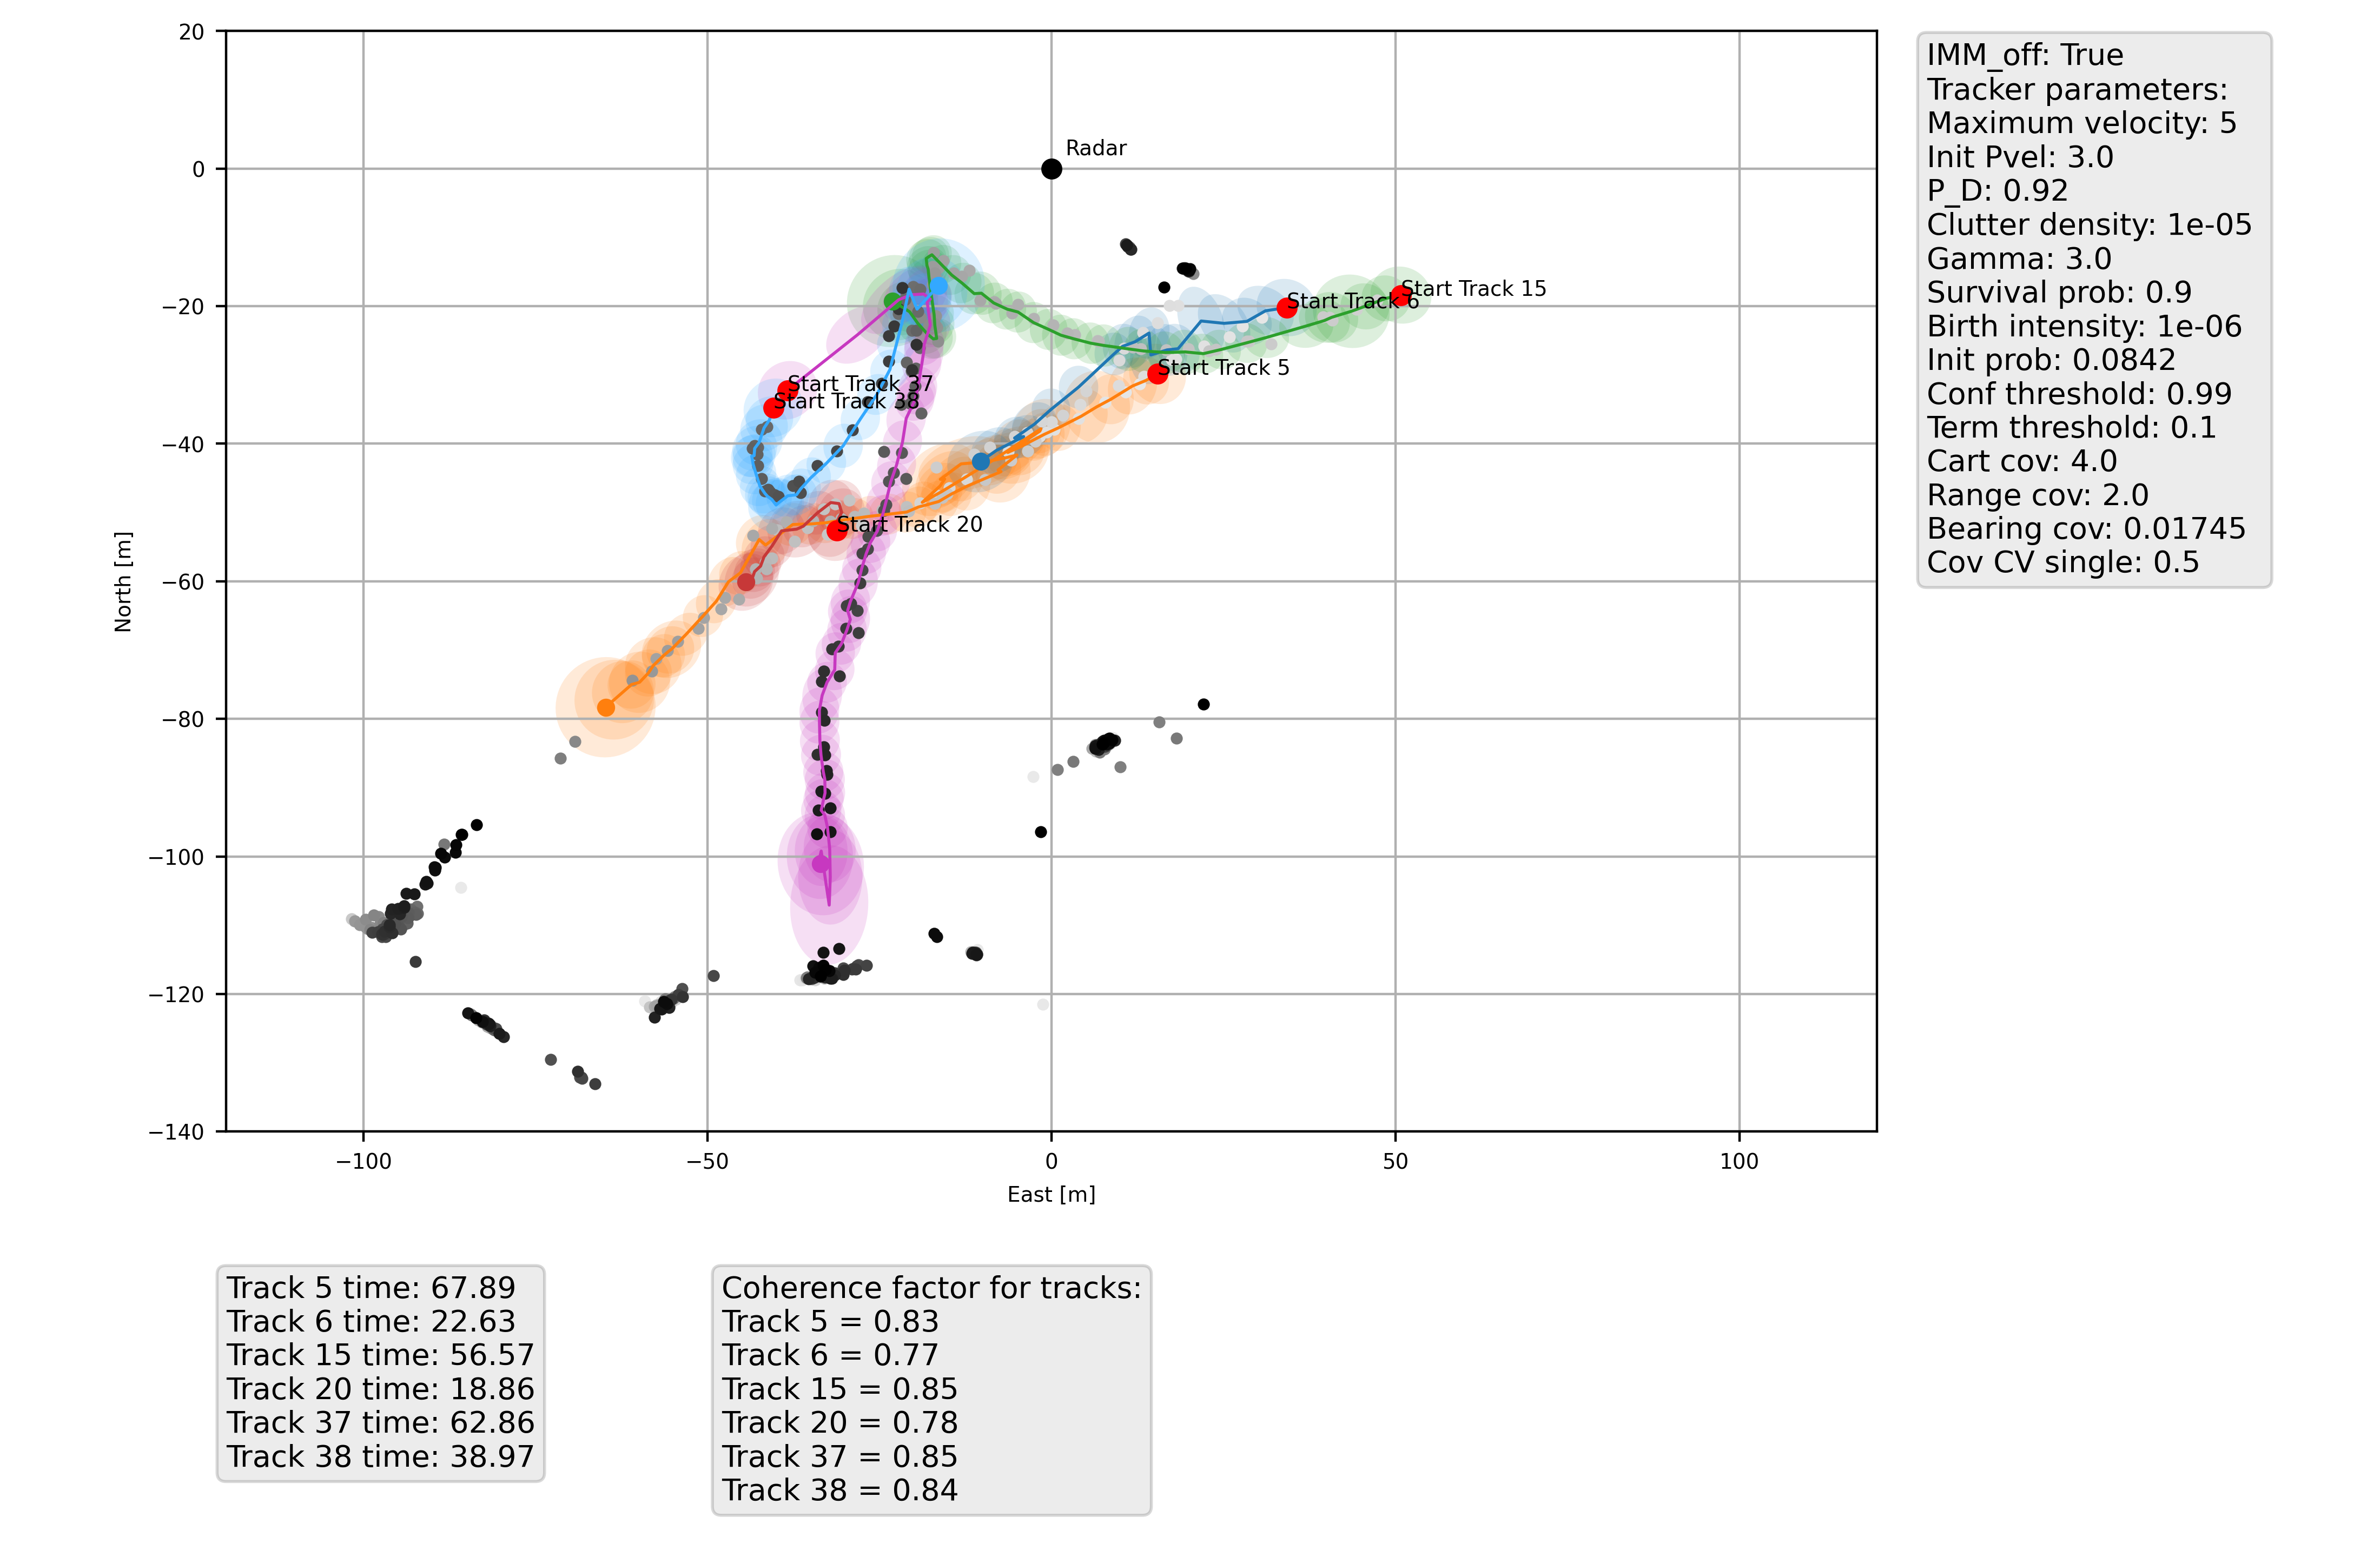 20
0
−20
−40
−60
−80
−100
−120
−140
−100
−50
0
50
100
North [m]
East [m]
Radar
Start Track 15
Start Track 6
Start Track 5
Start Track 37
Start Track 38
Start Track 20
IMM_off: True
Tracker parameters:
Maximum velocity: 5
Init Pvel: 3.0
P_D: 0.92
Clutter density: 1e-05
Gamma: 3.0
Survival prob: 0.9
Birth intensity: 1e-06
Init prob: 0.0842
Conf threshold: 0.99
Term threshold: 0.1
Cart cov: 4.0
Range cov: 2.0
Bearing cov: 0.01745
Cov CV single: 0.5
Track 5 time: 67.89
Track 6 time: 22.63
Track 15 time: 56.57
Track 20 time: 18.86
Track 37 time: 62.86
Track 38 time: 38.97
Coherence factor for tracks:
Track 5 = 0.83
Track 6 = 0.77
Track 15 = 0.85
Track 20 = 0.78
Track 37 = 0.85
Track 38 = 0.84